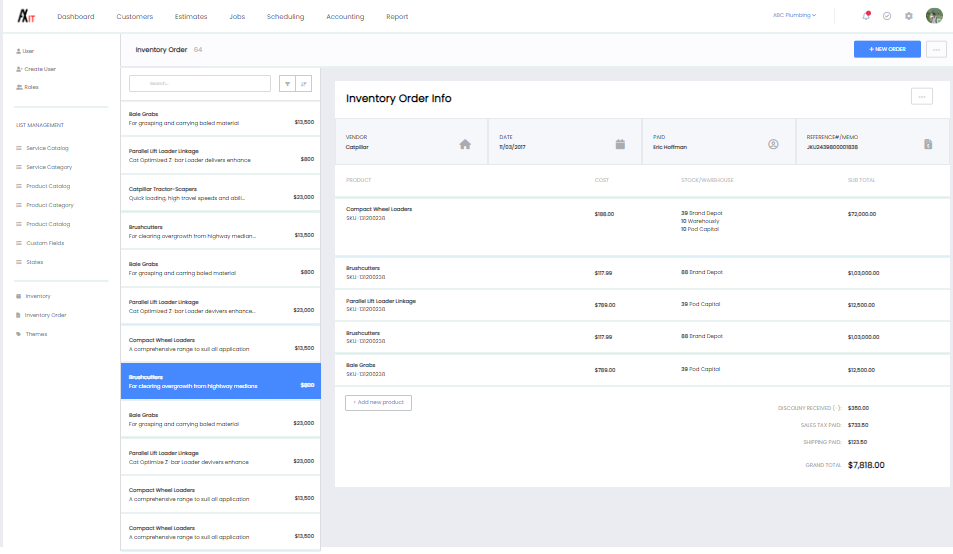 AX IT
Dashboard Customers Estimates Jobs Scheduling Accounting Report
ABC Plumbing
User
Create User
Roles
LIST MANAGEMENT
Service Catalog
Service Category
Product Catalog
Product Category
Product Catalog
Custom Fields
States
Inventory
Inventory Order
Themes
Inventory Order 64
+ NEW ORDER
Search...
Bale Grabs
For grasping and carrying baled material $13,500
Parallel Lift Loader Linkage
Cat Optimized Z-bar Loader delivers enhance $800
Catpillar Tractor-Scapers
Quick loading, high travel speeds and abili... $23,000
Brushcutters
For clearing overgrowth from highway median... $13,500
Bale Grabs
For grasping and carring baled material $800
Parallel Lift Loader Linkage
Cat Optimized Z-bar Loader devivers enhance... $23,000
Compact Wheel Loaders
A comprehensive range to suil all application $13,500
Brushcutters
For clearing overgrowth from hightway medians $800
Bale Grabs
For grasping and carrying baled material $23,000
Parallel Lift Loader Linkage
Cat Optimize Z-bar Loader devivers enhance $23,000
Compact Wheel Loaders
A comprehensive range to suil all application $13,500
Compact Wheel Loaders
A comprehensive range to suil all application $13,500
Inventory Order Info
VENDOR
Catpillar
DATE
11/03/2017
PAID
Eric Hoffman
REFERENCE#/MEMO
JKU2439800001838
PRODUCT COST STOCK/WAREHOUSE SUB TOTAL
Compact Wheel Loaders
SKU: 131200236
$188.00
39 Brand Depot
10 Warehously
10 Pod Capital
$72,000.00
Brushcutters
SKU: 131200236
$117.99 88 Brand Depot $1,03,000.00
Parallel Lift Loader Linkage
SKU: 131200236
$789.00 39 Pod Capital $12,500.00
Brushcutters
SKU: 131200236
$117.99 88 Brand Depot $1,03,000.00
Bale Grabs
SKU: 131200236
$789.00 39 Pod Capital $12,500.00
+ Add new product
DISCOUNY RECEIVED (-): $350.00
SALES TAX PAID: $733.50
SHIPPING PAID: $123.50
GRAND TOTAL $7,818.00